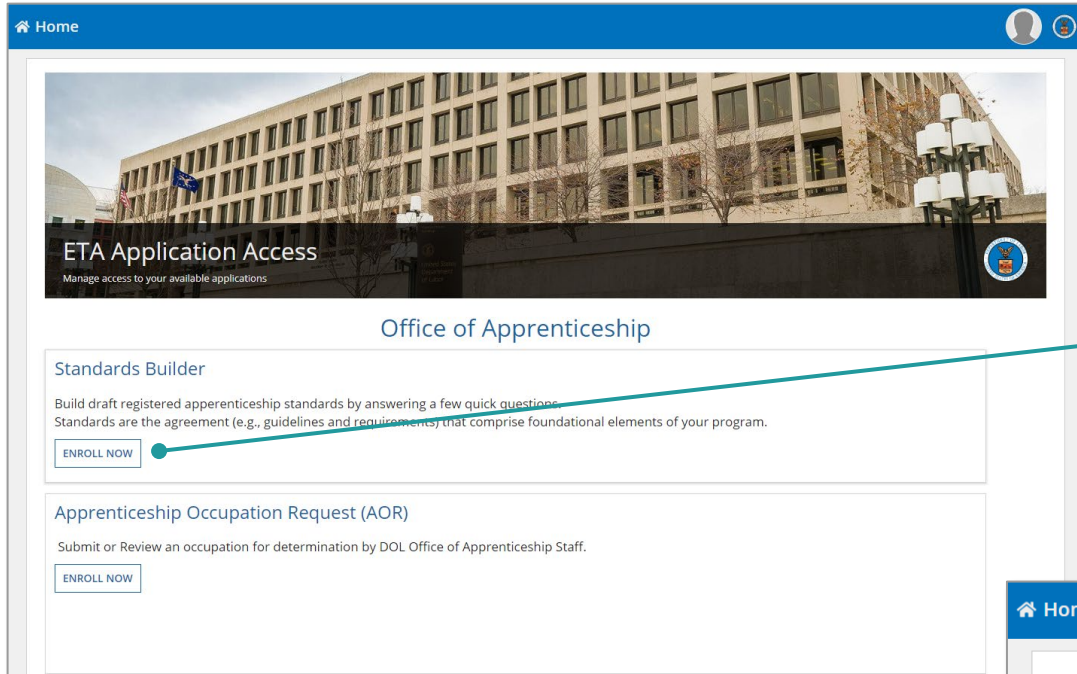 Home
ETA Application Access
Manage access to your available applications
Office of Apprenticeship
Standards Builder
Build draft registered apperenticeship standards by answering a few quick questions.
Standards are the agreement (e.g., guidelines and requirements) that comprise foundational elements of your program.
ENROLL NOW
Apprenticeship Occupation Request (AOR)
Submit or Review an occupation for determination by DOL Office of Apprenticeship Staff.
ENROLL NOW